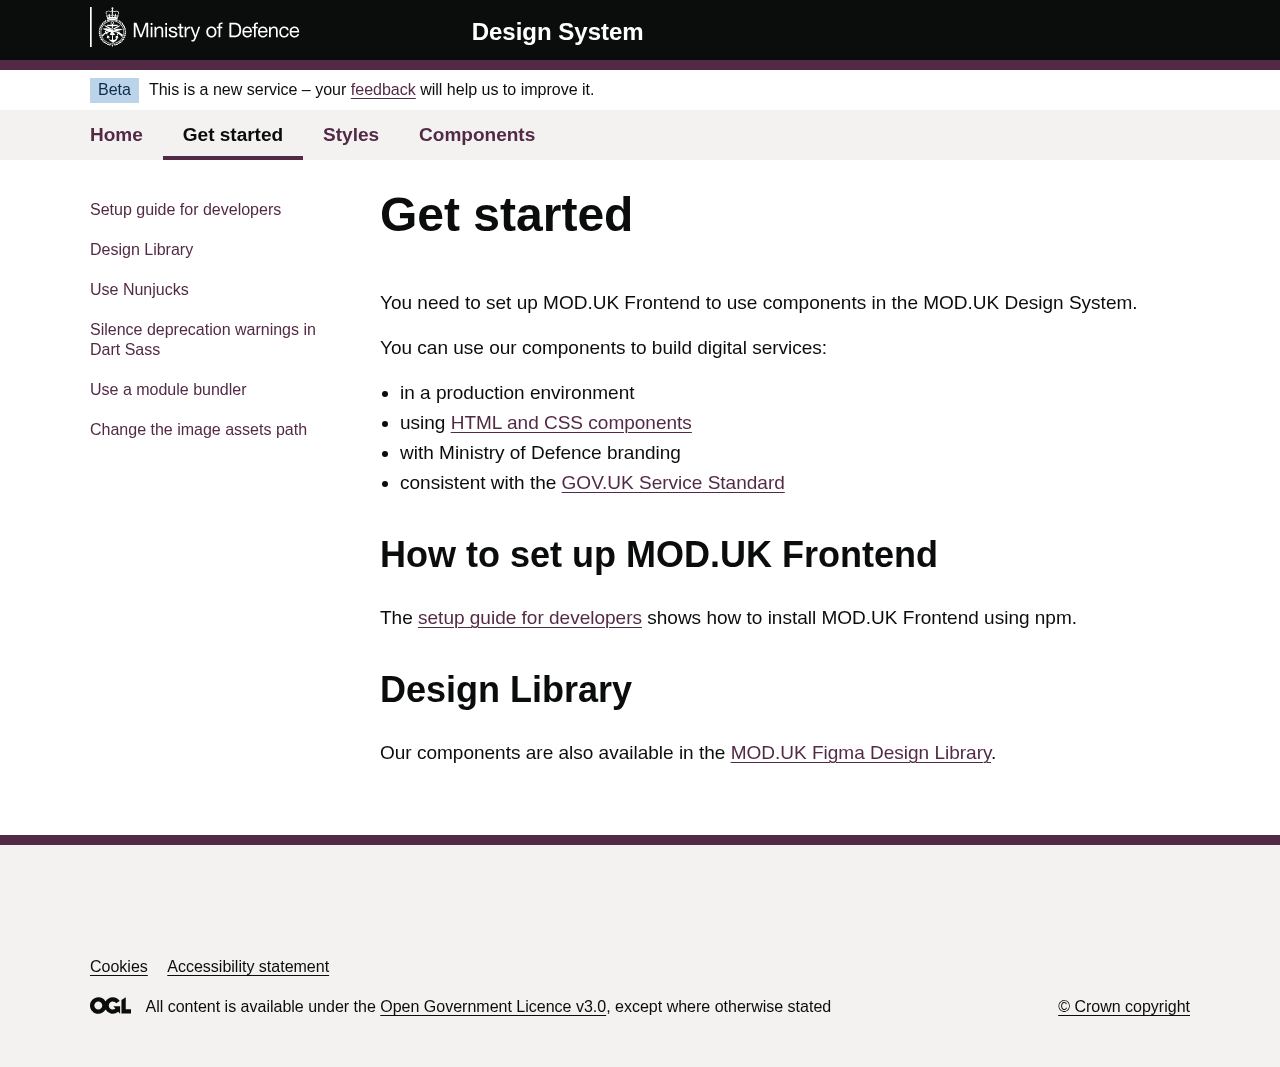 Ministry of Defence
Design System
Beta This is a new service – your feedback will help us to improve it.
Home Get started Styles Components
Setup guide for developers
Design Library
Use Nunjucks
Silence deprecation warnings in
Dart Sass
Use a module bundler
Change the image assets path
Get started
You need to set up MOD.UK Frontend to use components in the MOD.UK Design System.
You can use our components to build digital services:
• in a production environment
• using HTML and CSS components
• with Ministry of Defence branding
• consistent with the GOV.UK Service Standard
How to set up MOD.UK Frontend
The setup guide for developers shows how to install MOD.UK Frontend using npm.
Design Library
Our components are also available in the MOD.UK Figma Design Library.
Cookies Accessibility statement
OGL All content is available under the Open Government Licence v3.0, except where otherwise stated
© Crown copyright